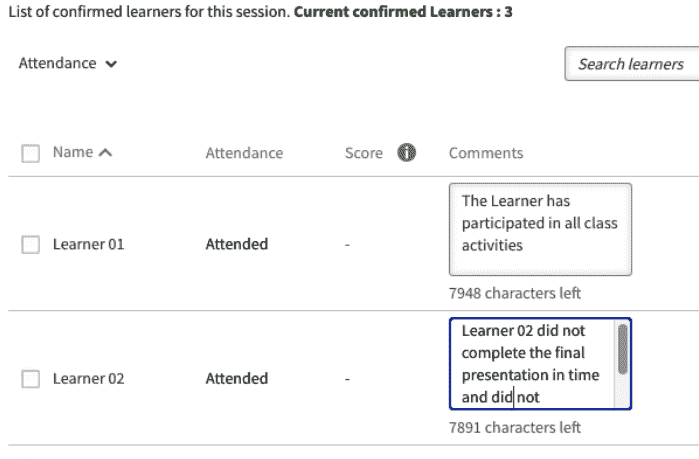 List of confirmed learners for this session. Current confirmed Learners : 3
Attendance
Search learners
Name Attendance Score Comments
The Learner has
participated in all class
activities
Learner 01 Attended -
7948 characters left
Learner 02 did not
complete the final
presentation in time
and did not
Learner 02 Attended -
7891 characters left